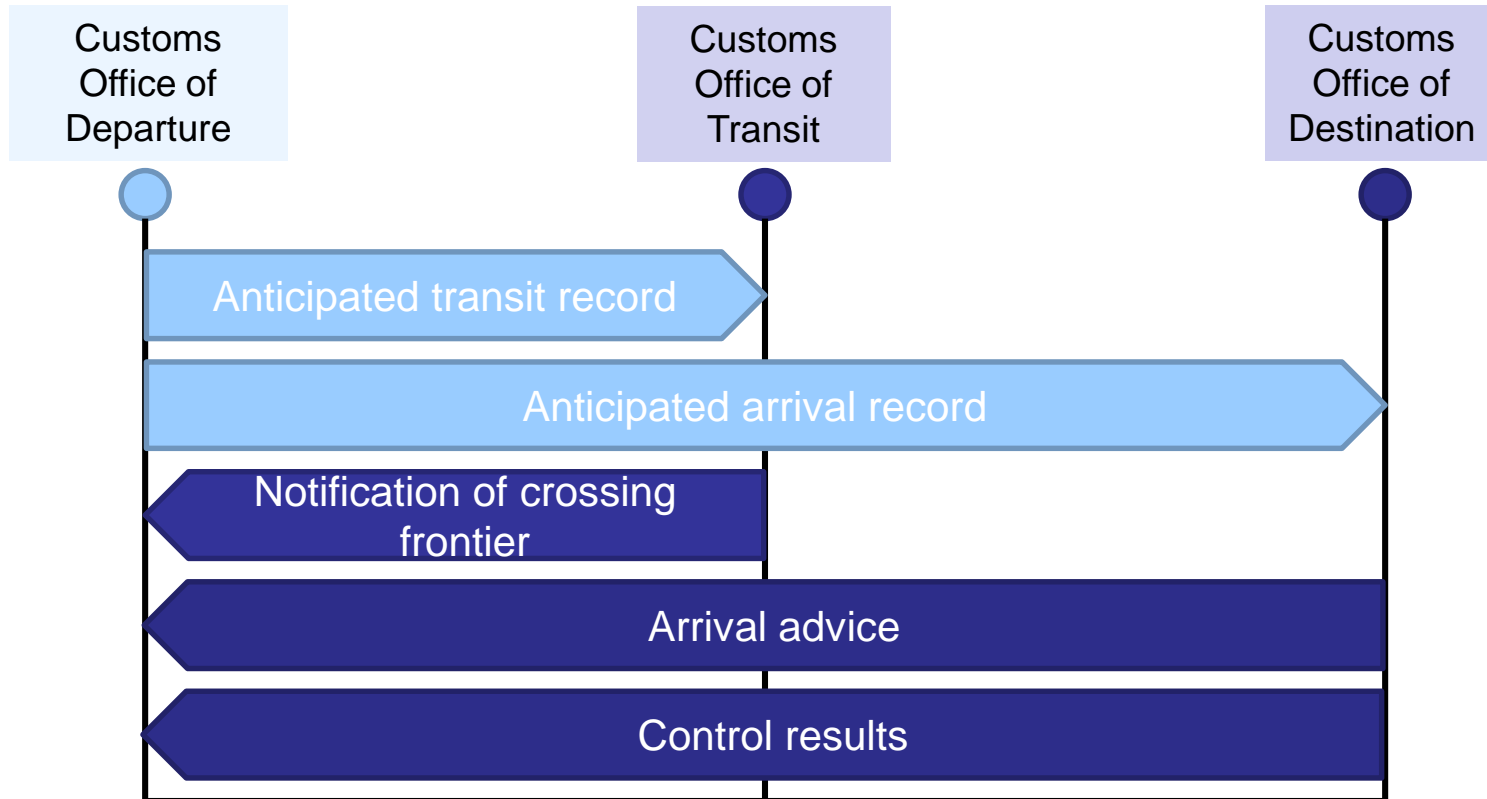 Customs
Office of
Departure
Customs
Office of
Transit
Customs
Office of
Destination
Anticipated transit record
Anticipated arrival record
Notification of crossing
frontier
Arrival advice
Control results